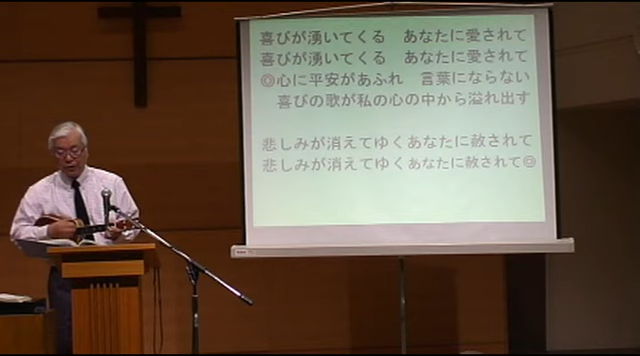 喜びが湧いてくる　あなたに愛されて
喜びが湧いてくる　あなたに愛されて
◎心に平安があふれ　言葉にならない
喜びの歌が私の心の中から溢れ出す
悲しみが消えてゆくあなたに赦されて
悲しみが消えてゆくあなたに赦されて◎